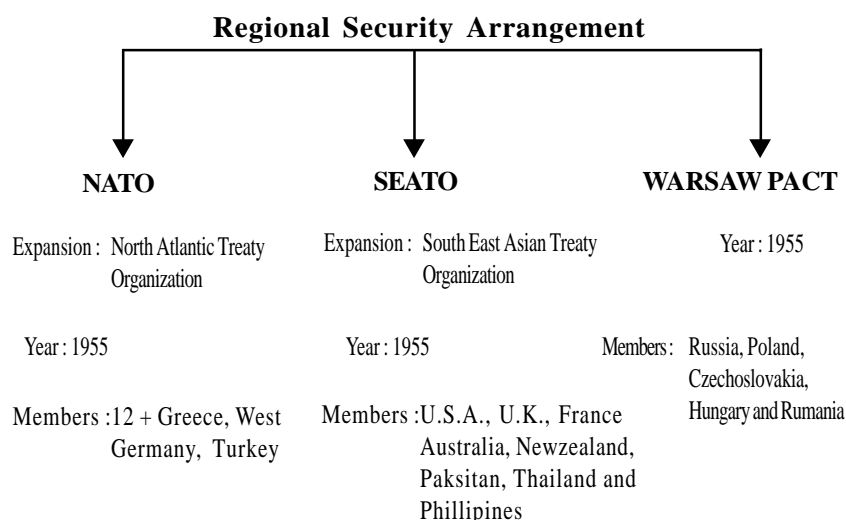 Regional Security Arrangement
NATO
Expansion : North Atlantic Treaty
Organization
Year : 1955
Members :12 + Greece, West
Germany, Turkey
SEATO
Expansion : South East Asian Treaty
Organization
Year : 1955
Members :U.S.A., U.K., France
Australia, Newzealand,
Paksitan, Thailand and
Phillipines
WARSAW PACT
Year : 1955
Members : Russia, Poland,
Czechoslovakia,
Hungary and Rumania